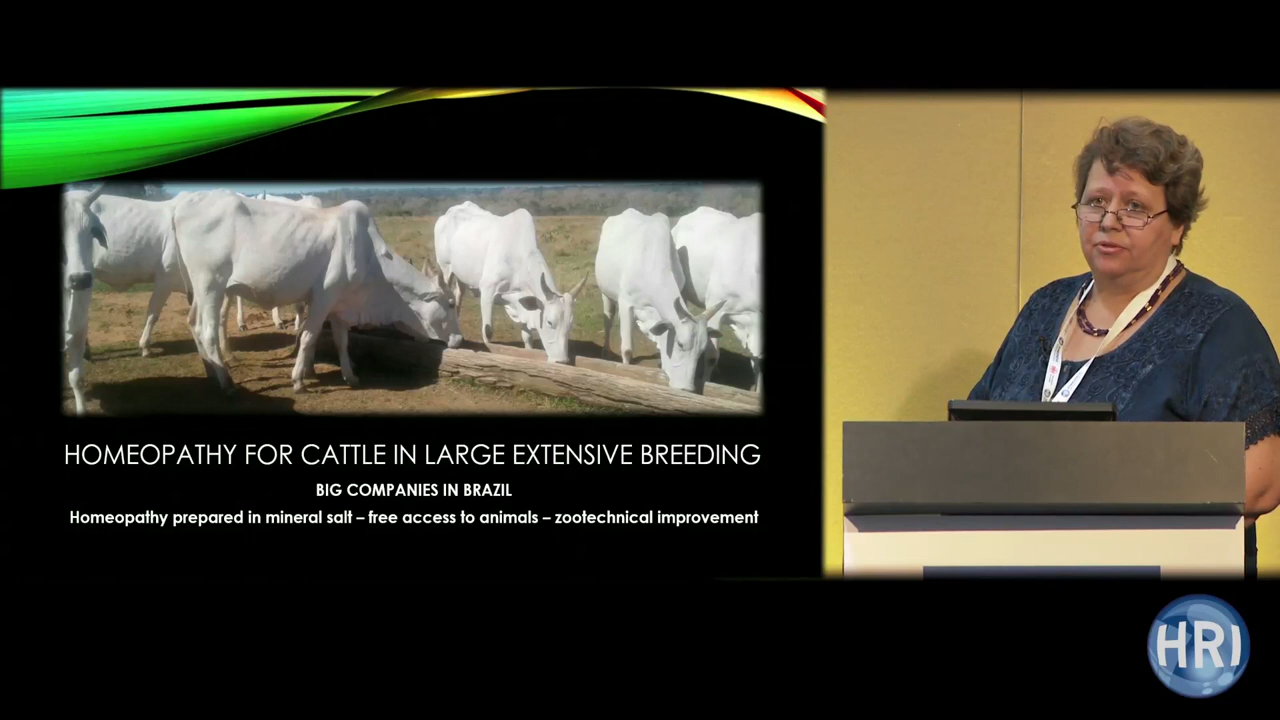 HOMEOPATHY FOR CATTLE IN LARGE EXTENSIVE BREEDING
BIG COMPANIES IN BRAZIL
Homeopathy prepared in mineral salt – free access to animals – zootechnical improvement
HRI